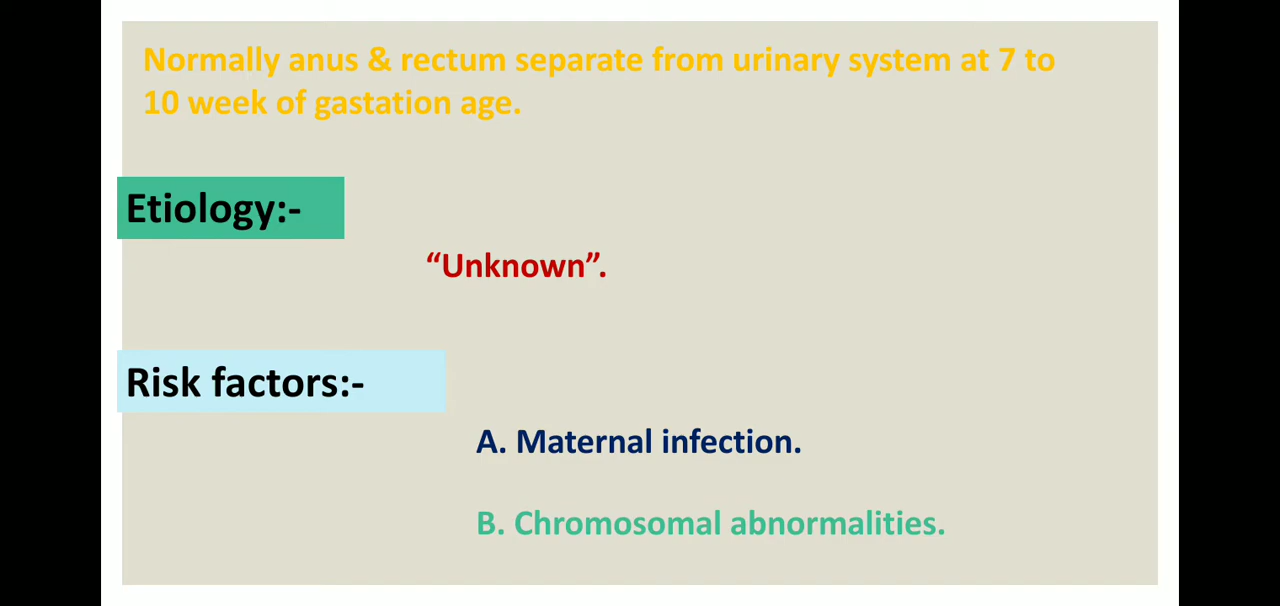 Normally anus & rectum separate from urinary system at 7 to
10 week of gastation age.
Etiology:-
“Unknown”.
Risk factors:-
A. Maternal infection.
B. Chromosomal abnormalities.